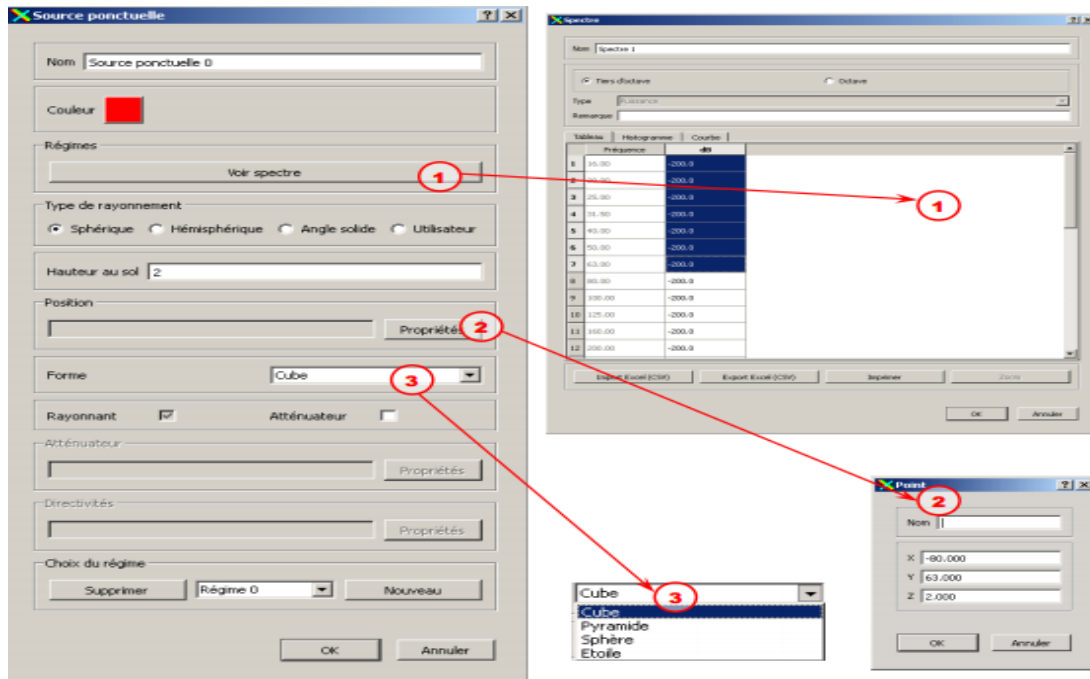 Source ponctuelle
Nom Source ponctuelle 0
Couleur
Régimes
Voir spectre
1
Type de rayonnement
Sphérique Hémisphérique Angle solide Utilisateur
Hauteur au sol 2
Position
Propriétés
2
Forme Cube
3
Rayonnant Atténuateur
Atténuateur
Propriétés
Directivités
Propriétés
Choix du régime
Supprimer Régime 0 Nouveau
OK Annuler
Spectre
Nom Spectre 1
Tiers d'octave Octave
Type Puissance
Remarque
Tableau Histogramme Courbe
Fréquence dB
1 16.00 -200.0
2 20.00 -200.0
3 25.00 -200.0
4 31.50 -200.0
5 40.00 -200.0
6 50.00 -200.0
7 63.00 -200.0
8 80.00 -200.0
9 100.00 -200.0
10 125.00 -200.0
11 160.00 -200.0
12 200.00 -200.0
1
Import Excel (CSV) Export Excel (CSV) Imprimer Zoom
OK Annuler
Point
2
Nom
X -80.000
Y 63.000
Z 2.000
OK Annuler
Cube
3
Cube
Pyramide
Sphère
Etoile